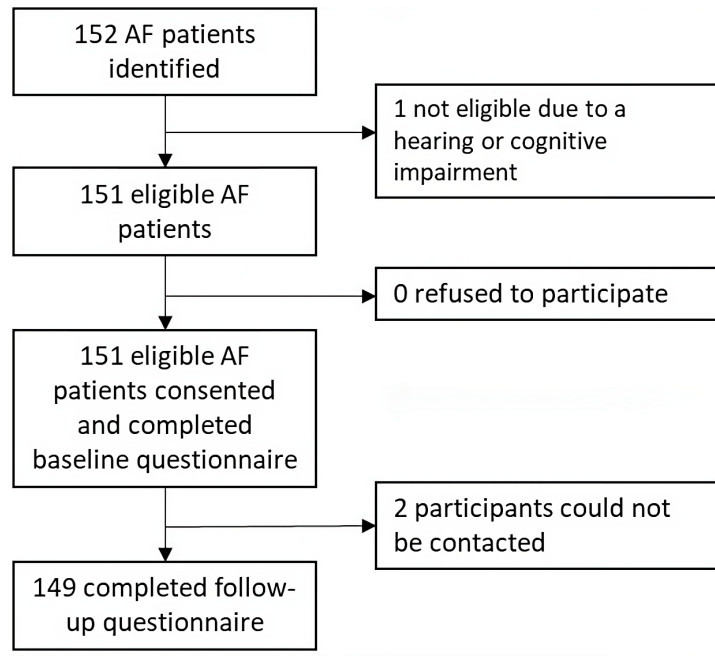 152 AF patients
identified
1 not eligible due to a
hearing or cognitive
impairment
151 eligible AF
patients
0 refused to participate
151 eligible AF
patients consented
and completed
baseline questionnaire
2 participants could not
be contacted
149 completed follow-
up questionnaire